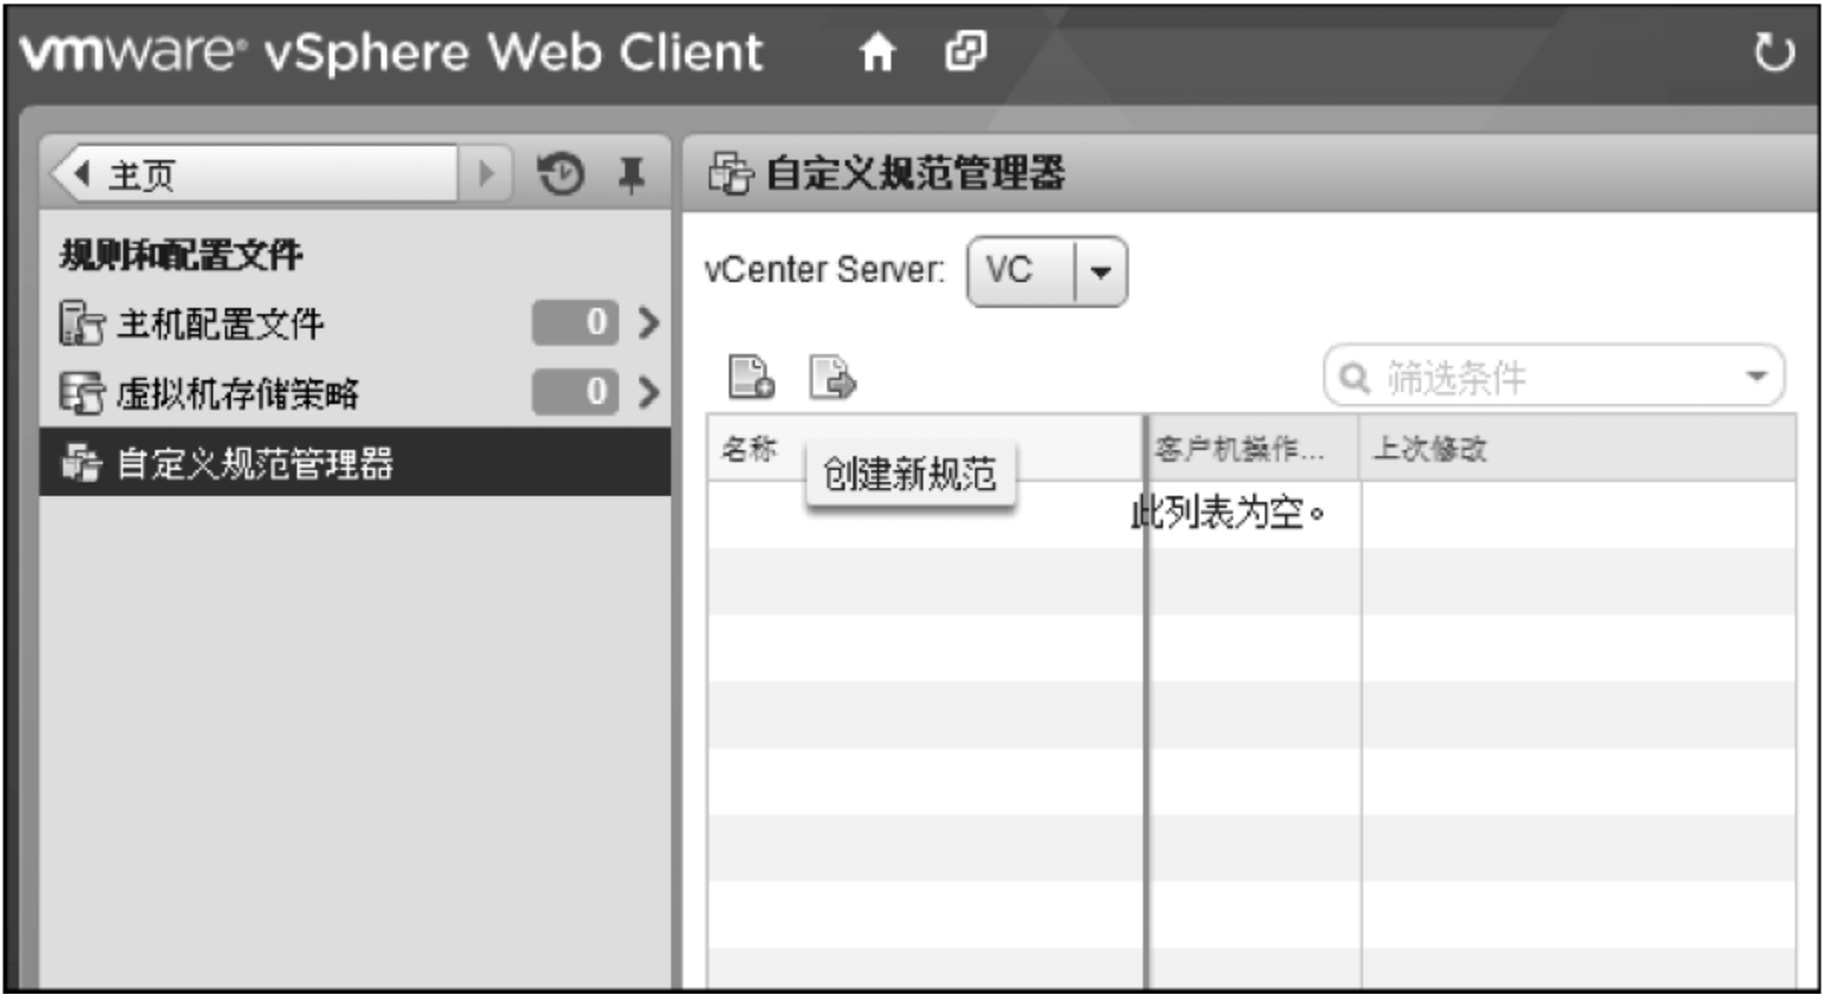 vmware® vSphere Web Client
主页
规则和配置文件
主机配置文件 0
虚拟机存储策略 0
自定义规范管理器
自定义规范管理器
vCenter Server: VC
筛选条件
名称 客户机操作... 上次修改
创建新规范
此列表为空。